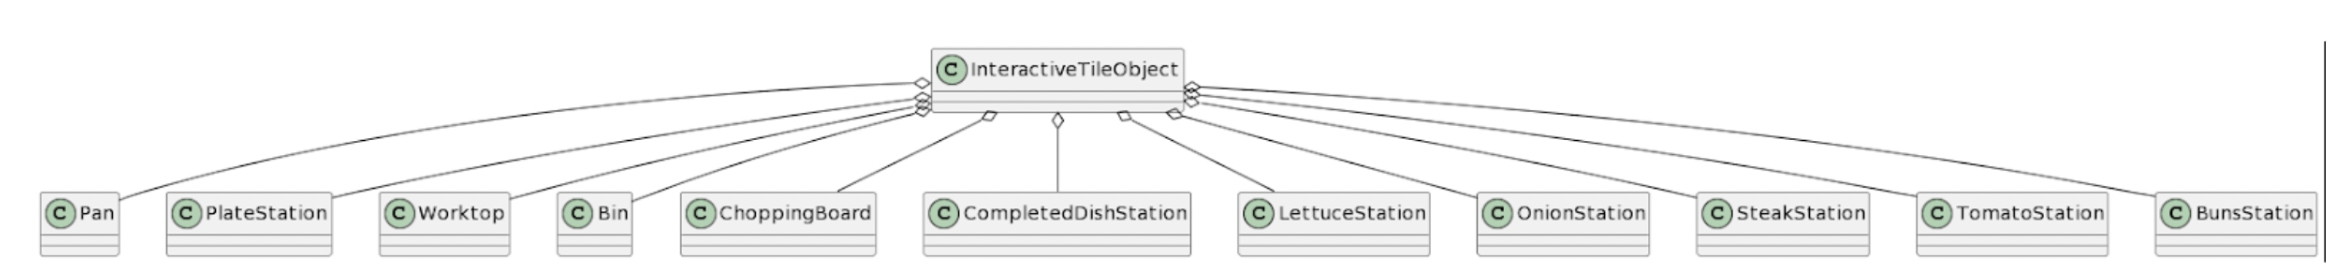 C InteractiveTileObject
C Pan C PlateStation C Worktop C Bin C ChoppingBoard C CompletedDishStation C LettuceStation C OnionStation C SteakStation C TomatoStation C BunsStation